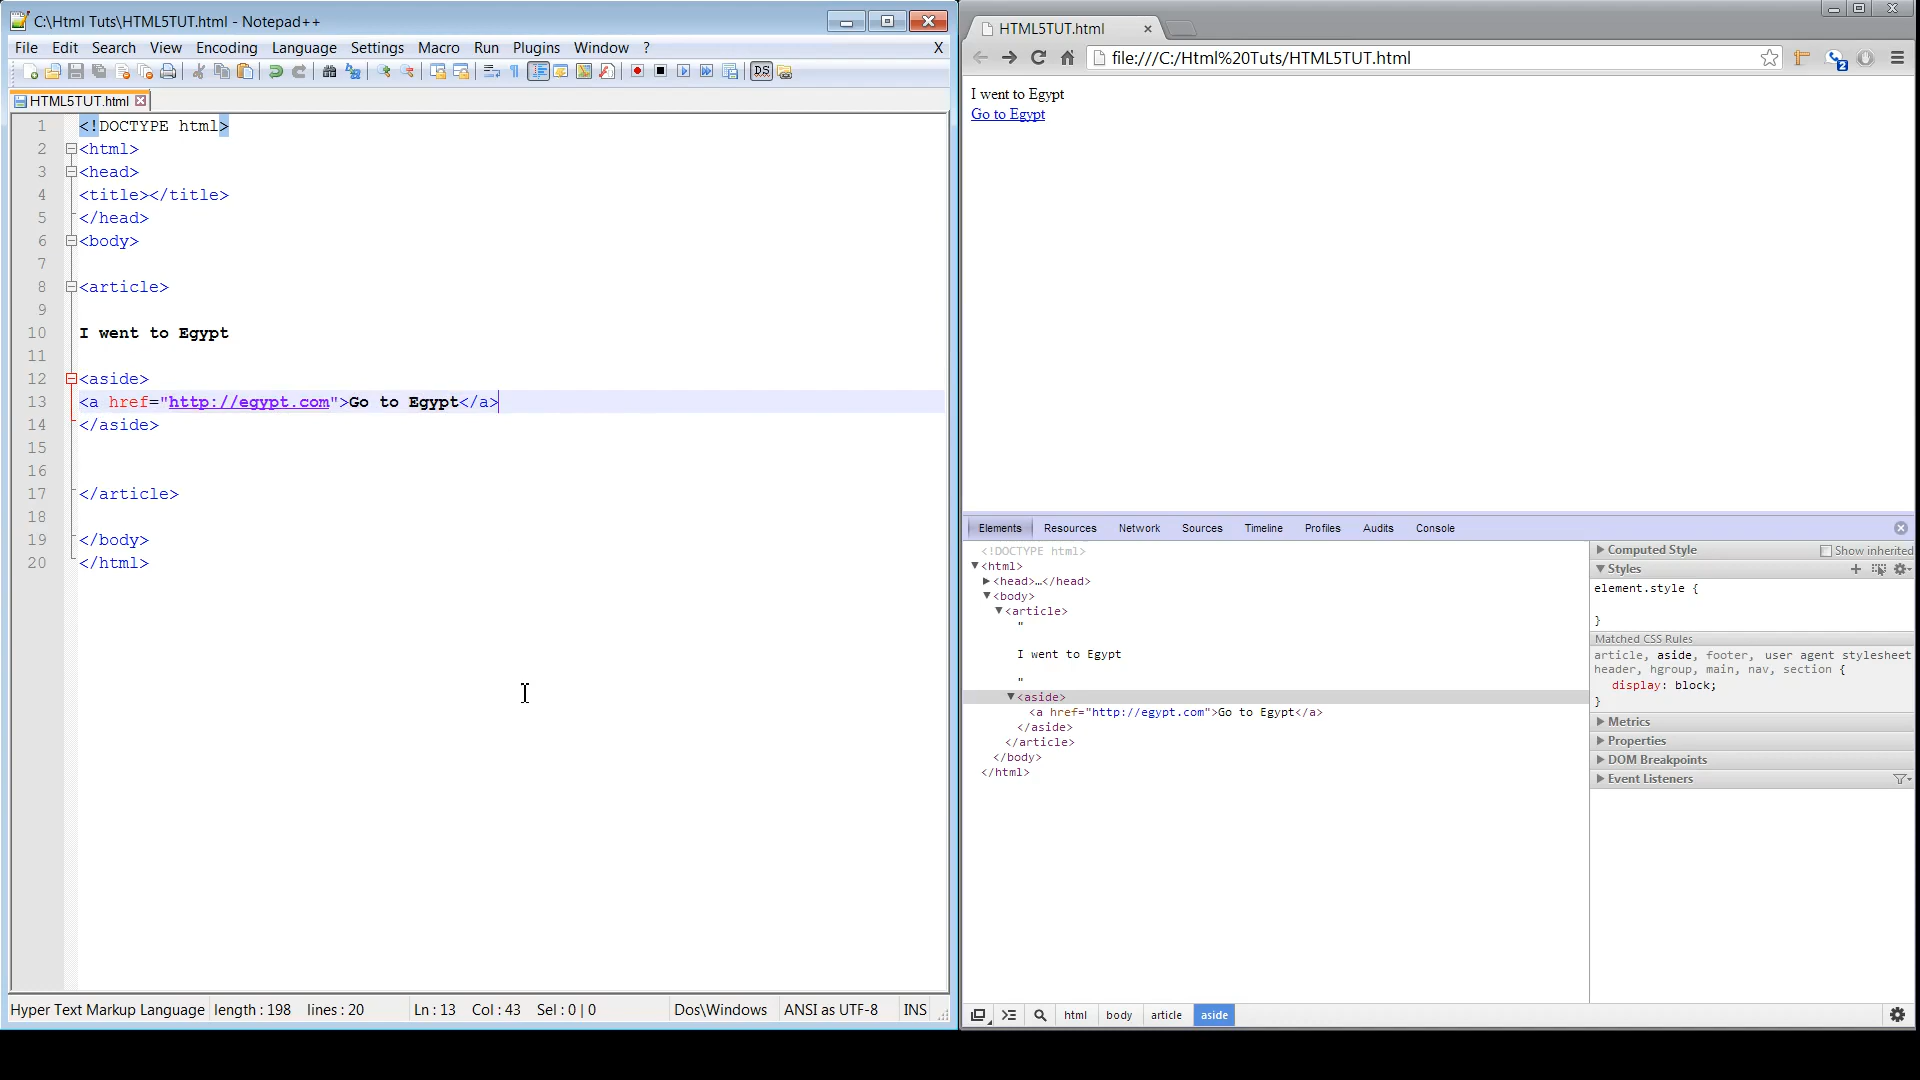 C:\Html Tuts\HTML5TUT.html - Notepad++
File Edit Search View Encoding Language Settings Macro Run Plugins Window ? X
HTML5TUT.html
1 <!DOCTYPE html>
2 <html>
3 <head>
4 <title></title>
5 </head>
6 <body>
7
8 <article>
9
10 I went to Egypt
11
12 <aside>
13 <a href="http://egypt.com">Go to Egypt</a>
14 </aside>
15
16
17 </article>
18
19 </body>
20 </html>
Hyper Text Markup Language length : 198 lines : 20 Ln : 13 Col : 43 Sel : 0 | 0 Dos\Windows ANSI as UTF-8 INS
HTML5TUT.html
file:///C:/Html%20Tuts/HTML5TUT.html
2
I went to Egypt
Go to Egypt
Elements Resources Network Sources Timeline Profiles Audits Console
<!DOCTYPE html>
<html>
<head>…</head>
<body>
<article>
"
I went to Egypt
"
<aside>
<a href="http://egypt.com">Go to Egypt</a>
</aside>
</article>
</body>
</html>
Computed Style Show inherited
Styles
element.style {
}
Matched CSS Rules
article, aside, footer, user agent stylesheet
header, hgroup, main, nav, section {
display: block;
}
Metrics
Properties
DOM Breakpoints
Event Listeners
html body article aside